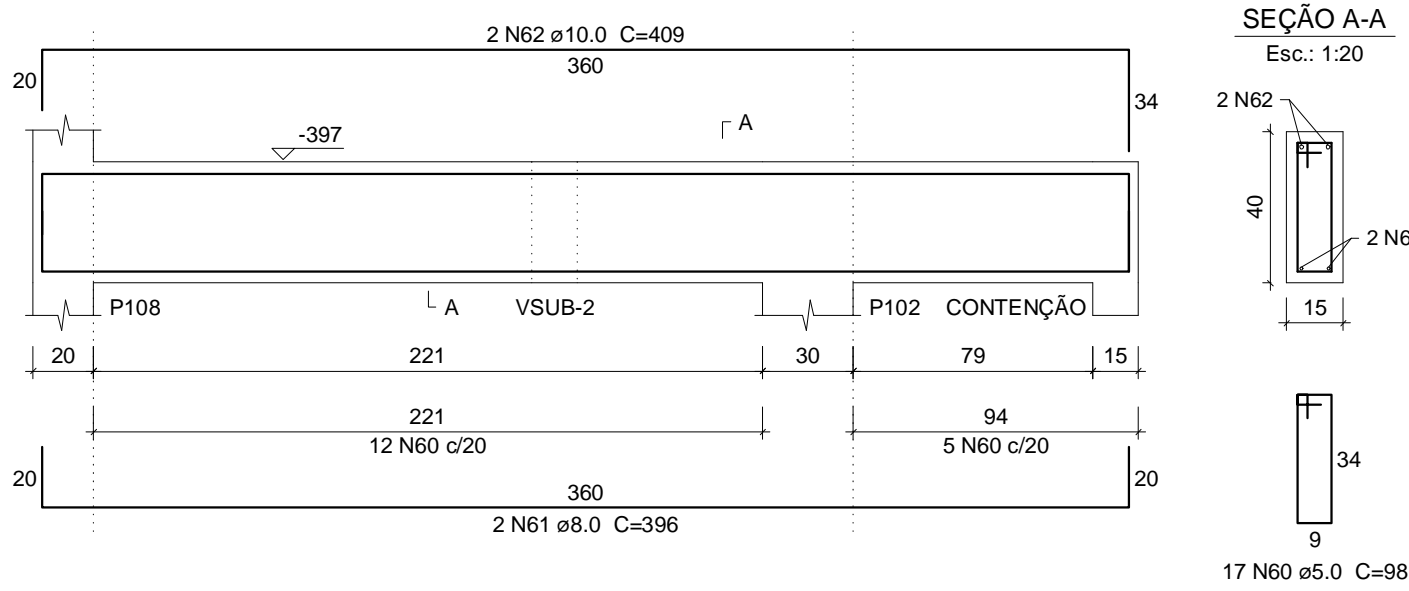 2 N62 ø10.0 C=409
360
20
34
-397
A
A
P108
VSUB-2
P102
CONTENÇÃO
20
221
30
79
15
221
12 N60 c/20
94
5 N60 c/20
20
360
20
2 N61 ø8.0 C=396
SEÇÃO A-A
Esc.: 1:20
2 N62
40
15
34
9
17 N60 ø5.0 C=98